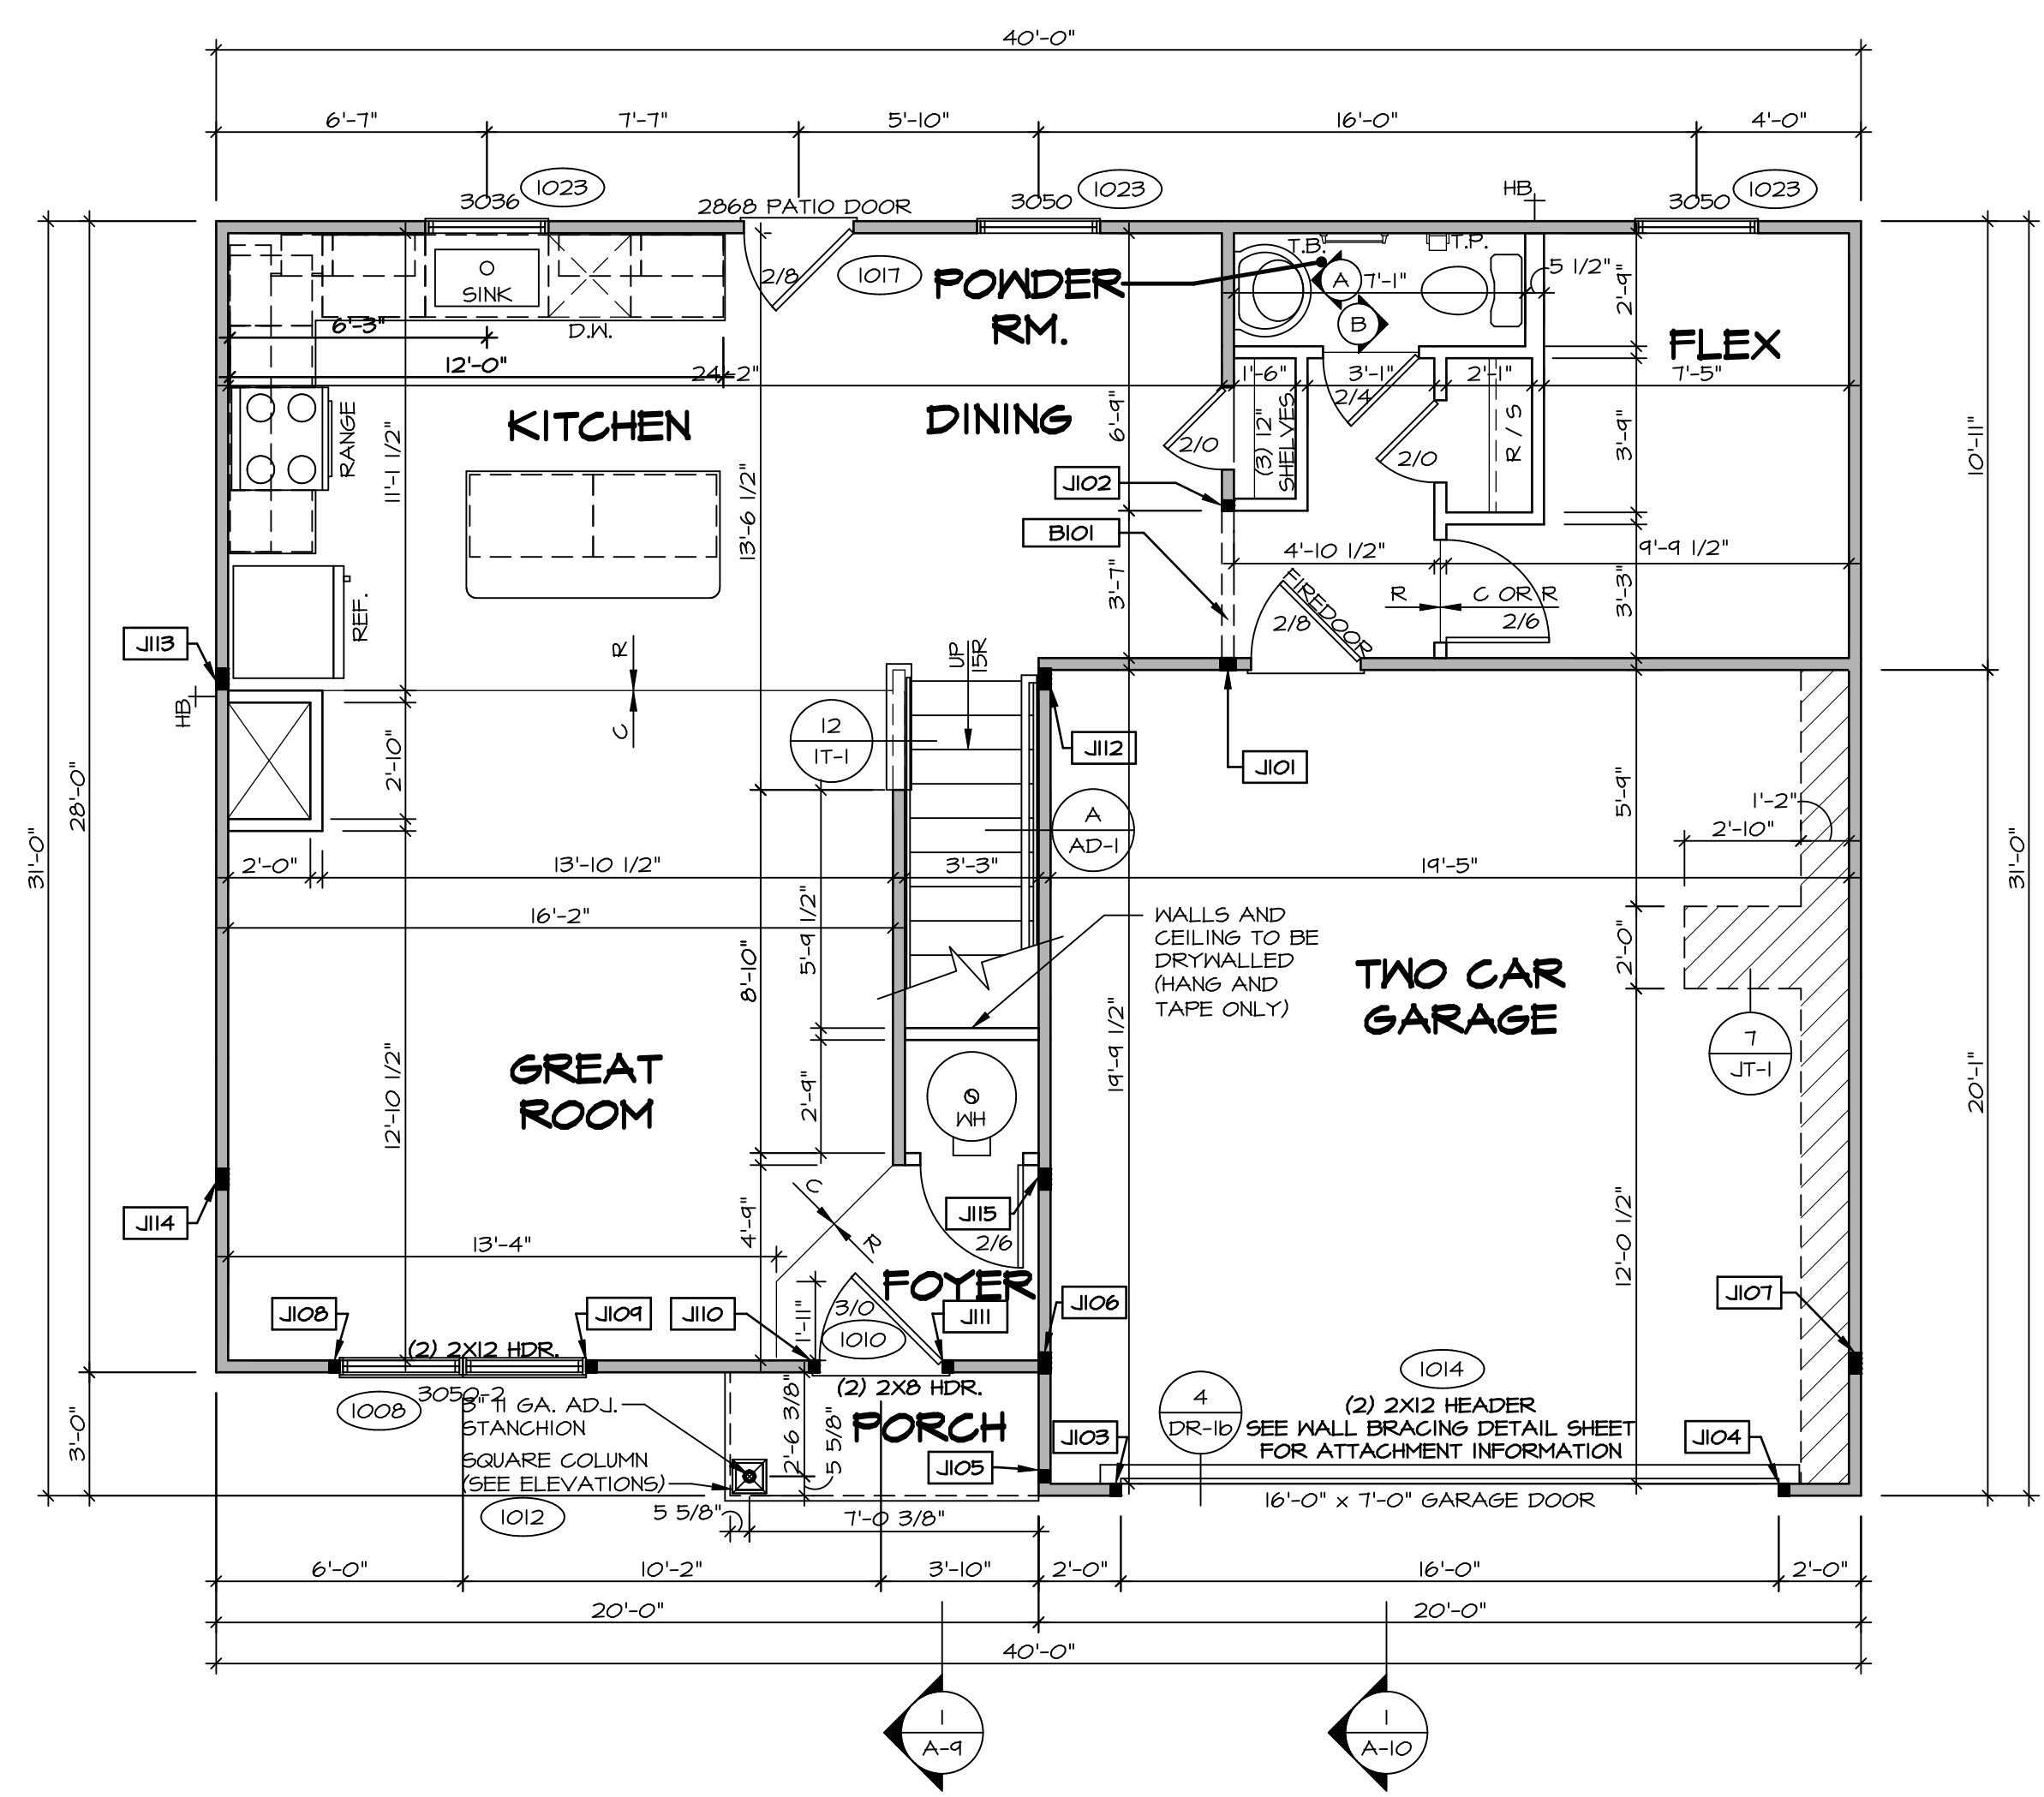 40'-0"
6'-7"
7'-7"
5'-10"
16'-0"
4'-0"
3036
1023
2868 PATIO DOOR
3050
1023
HB
3050
1023
SINK
D.W.
2/8
1017
POWDER
RM.
T.B.
T.P.
A
7'-1"
B
5 1/2"
2'-9"
FLEX
6'-3"
12'-0"
24'-2"
1'-6"
3'-1"
2'-1"
7'-5"
KITCHEN
DINING
RANGE
11'-1 1/2"
13'-6 1/2"
6'-9"
2/0
(3) 12"
SHELVES
2/4
2/0
R / S
3'-9"
10'-11"
J102
B101
4'-10 1/2"
9'-9 1/2"
3'-7"
FIREDOOR
2/8
R
C OR R
2/6
3'-3"
REF.
J113
HB
R
C
UP
15R
12
1T-1
J112
J101
2'-10"
28'-0"
31'-0"
A
AD-1
5'-9"
1'-2"
2'-10"
31'-0"
2'-0"
13'-10 1/2"
3'-3"
19'-5"
16'-2"
5'-9 1/2"
8'-10"
WALLS AND
CEILING TO BE
DRYWALLED
(HANG AND
TAPE ONLY)
2'-0"
TWO CAR
GARAGE
19'-9 1/2"
7
JT-1
20'-1"
GREAT
ROOM
12'-10 1/2"
2'-9"
WH
J114
C
R
4'-9"
J115
2/6
12'-0 1/2"
13'-4"
FOYER
J108
J109
J110
1'-11"
3/0
1010
J111
J106
J107
(2) 2X12 HDR.
3050-2
1008
3" 11 GA. ADJ.
STANCHION
SQUARE COLUMN
(SEE ELEVATIONS)
1012
(2) 2X8 HDR.
PORCH
2'-6 3/8"
5 5/8"
J105
J103
4
DR-1b
1014
(2) 2X12 HEADER
SEE WALL BRACING DETAIL SHEET
FOR ATTACHMENT INFORMATION
J104
3'-0"
16'-0" x 7'-0" GARAGE DOOR
5 5/8"
7'-0 3/8"
6'-0"
10'-2"
3'-10"
2'-0"
16'-0"
2'-0"
20'-0"
20'-0"
40'-0"
1
A-9
1
A-10